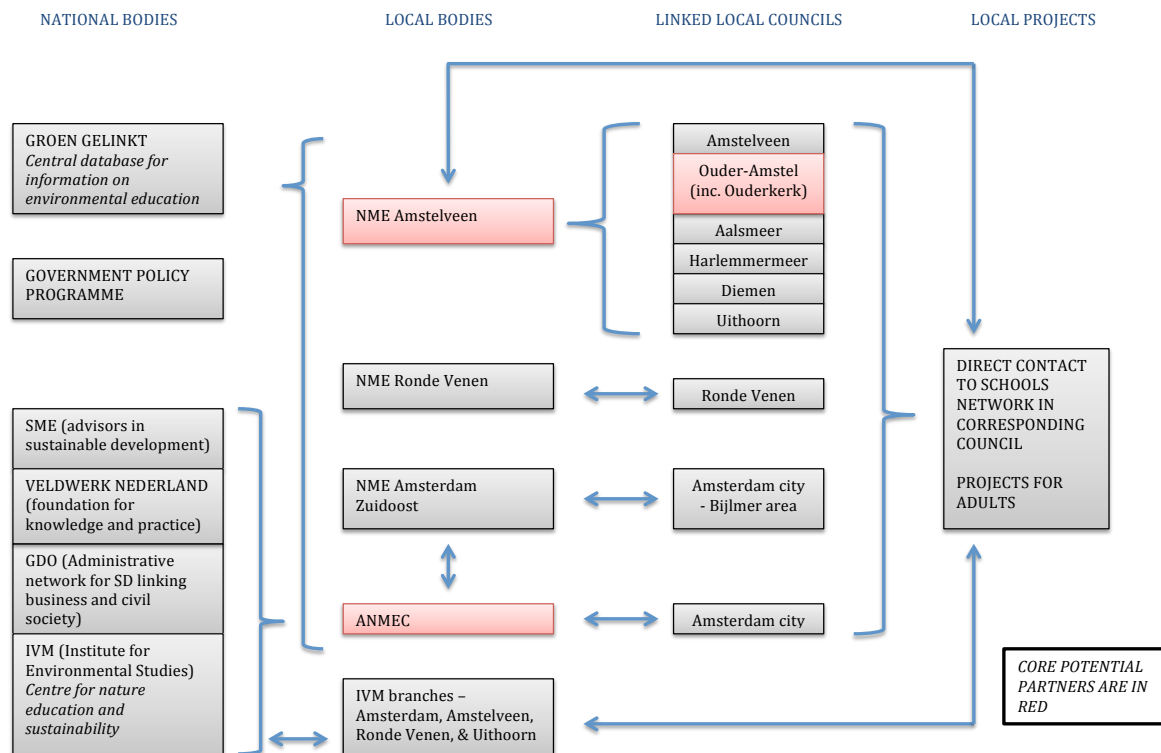 NATIONAL BODIES
LOCAL BODIES
LINKED LOCAL COUNCILS
LOCAL PROJECTS
GROEN GELINKT
Central database for
information on
environmental education
GOVERNMENT POLICY
PROGRAMME
SME (advisors in
sustainable development)
VELDWERK NEDERLAND
(foundation for
knowledge and practice)
GDO (Administrative
network for SD linking
business and civil
society)
IVM (Institute for
Environmental Studies)
Centre for nature
education and
sustainability
NME Amstelveen
NME Ronde Venen
NME Amsterdam
Zuidoost
ANMEC
IVM branches –
Amsterdam, Amstelveen,
Ronde Venen, & Uithoorn
Amstelveen
Ouder-Amstel
(inc. Ouderkerk)
Aalsmeer
Harlemmermeer
Diemen
Uithoorn
Ronde Venen
Amsterdam city
- Bijlmer area
Amsterdam city
DIRECT CONTACT
TO SCHOOLS
NETWORK IN
CORRESPONDING
COUNCIL
PROJECTS FOR
ADULTS
CORE POTENTIAL
PARTNERS ARE IN
RED